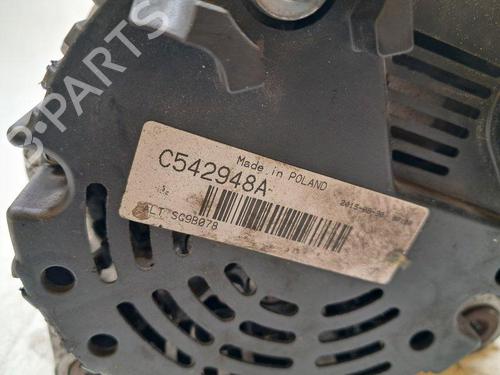 B-PARTS
Made in POLAND
C542948A
ALT SG9B078